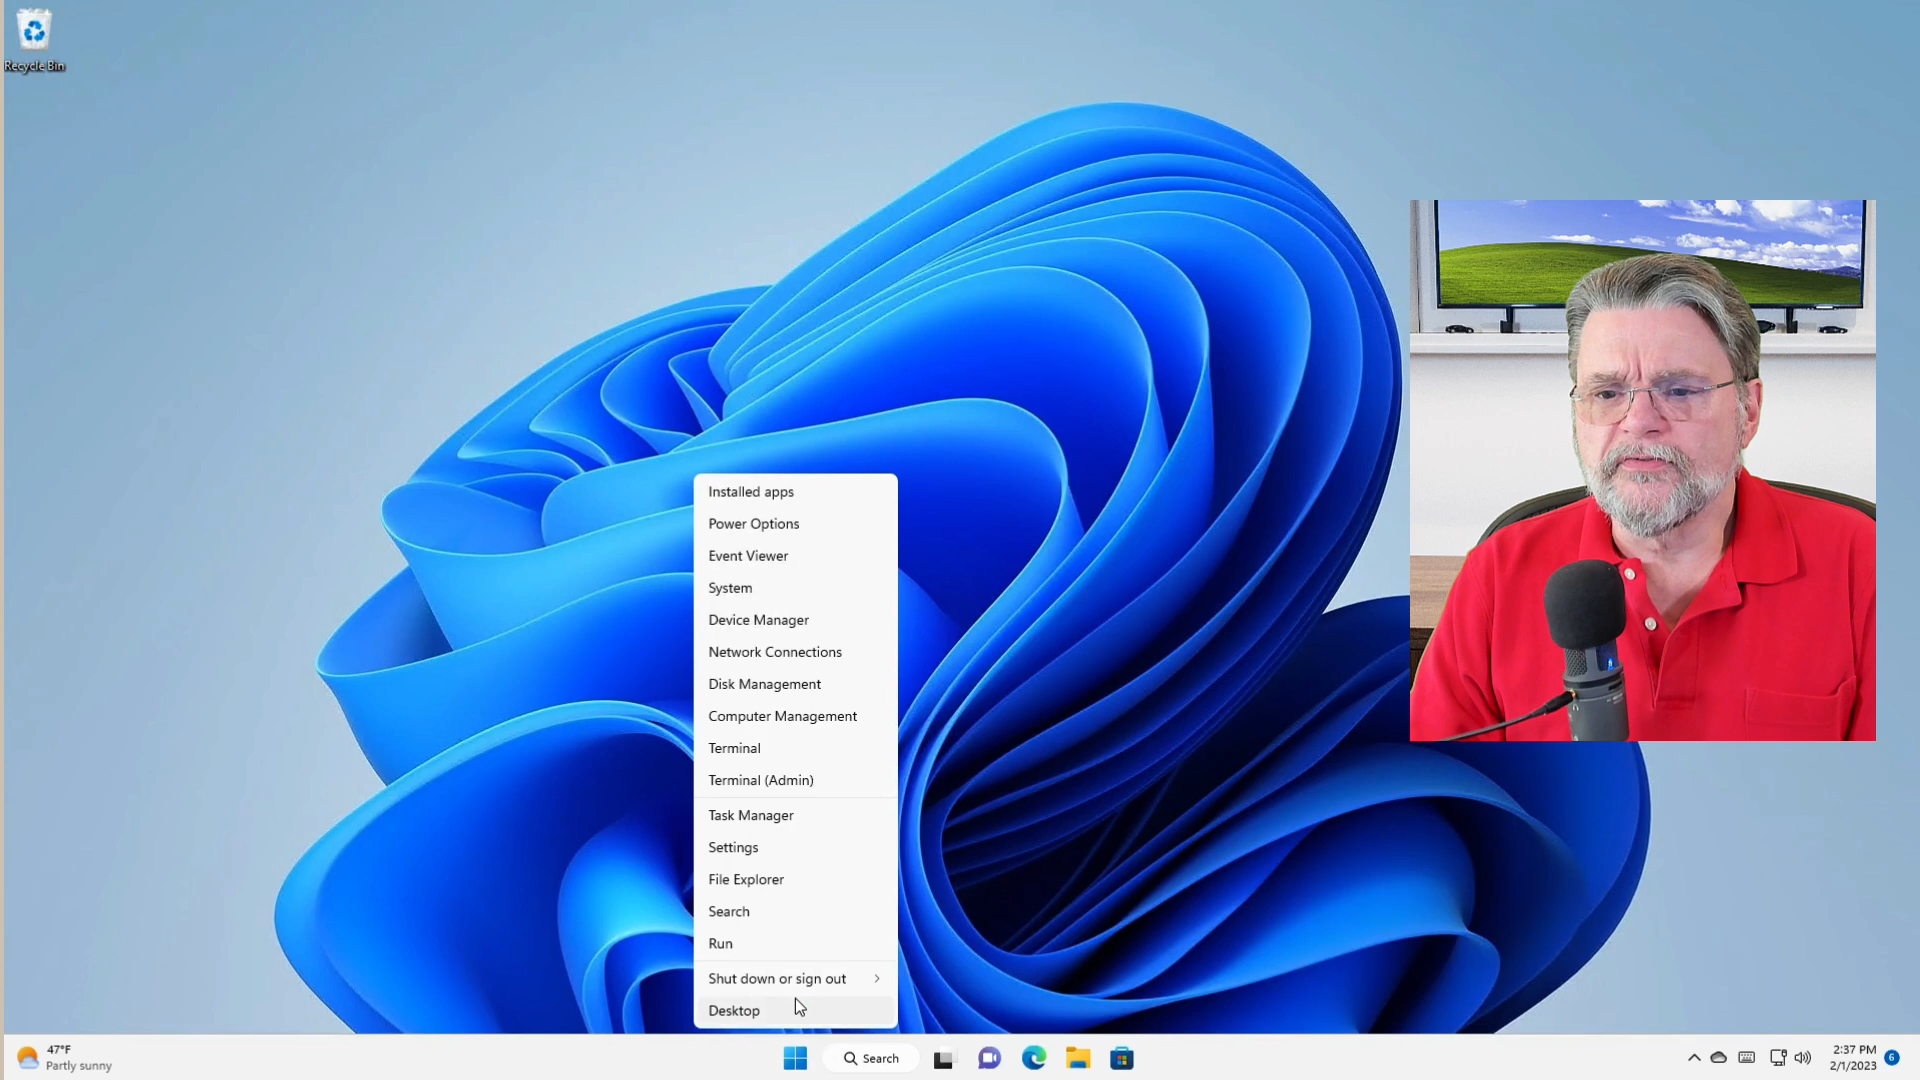 Recycle Bin
Installed apps
Power Options
Event Viewer
System
Device Manager
Network Connections
Disk Management
Computer Management
Terminal
Terminal (Admin)
Task Manager
Settings
File Explorer
Search
Run
Shut down or sign out
Desktop
47°F
Partly sunny
Search
2:37 PM
2/1/2023
6